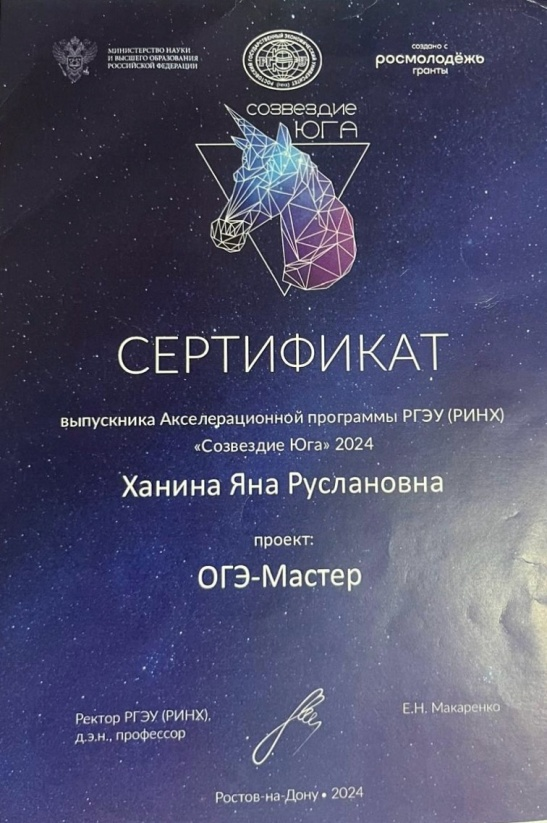 МИНИСТЕРСТВО НАУКИ
И ВЫСШЕГО ОБРАЗОВАНИЯ
РОССИЙСКОЙ ФЕДЕРАЦИИ
создано с
росмолодёжь
гранты
созвездие
ЮГА
СЕРТИФИКАТ
выпускника Акселерационной программы РГЭУ (РИНХ)
«Созвездие Юга» 2024
Ханина Яна Руслановна
проект:
ОГЭ-Мастер
Ректор РГЭУ (РИНХ),
д.э.н., профессор
Е.Н. Макаренко
Ростов-на-Дону • 2024